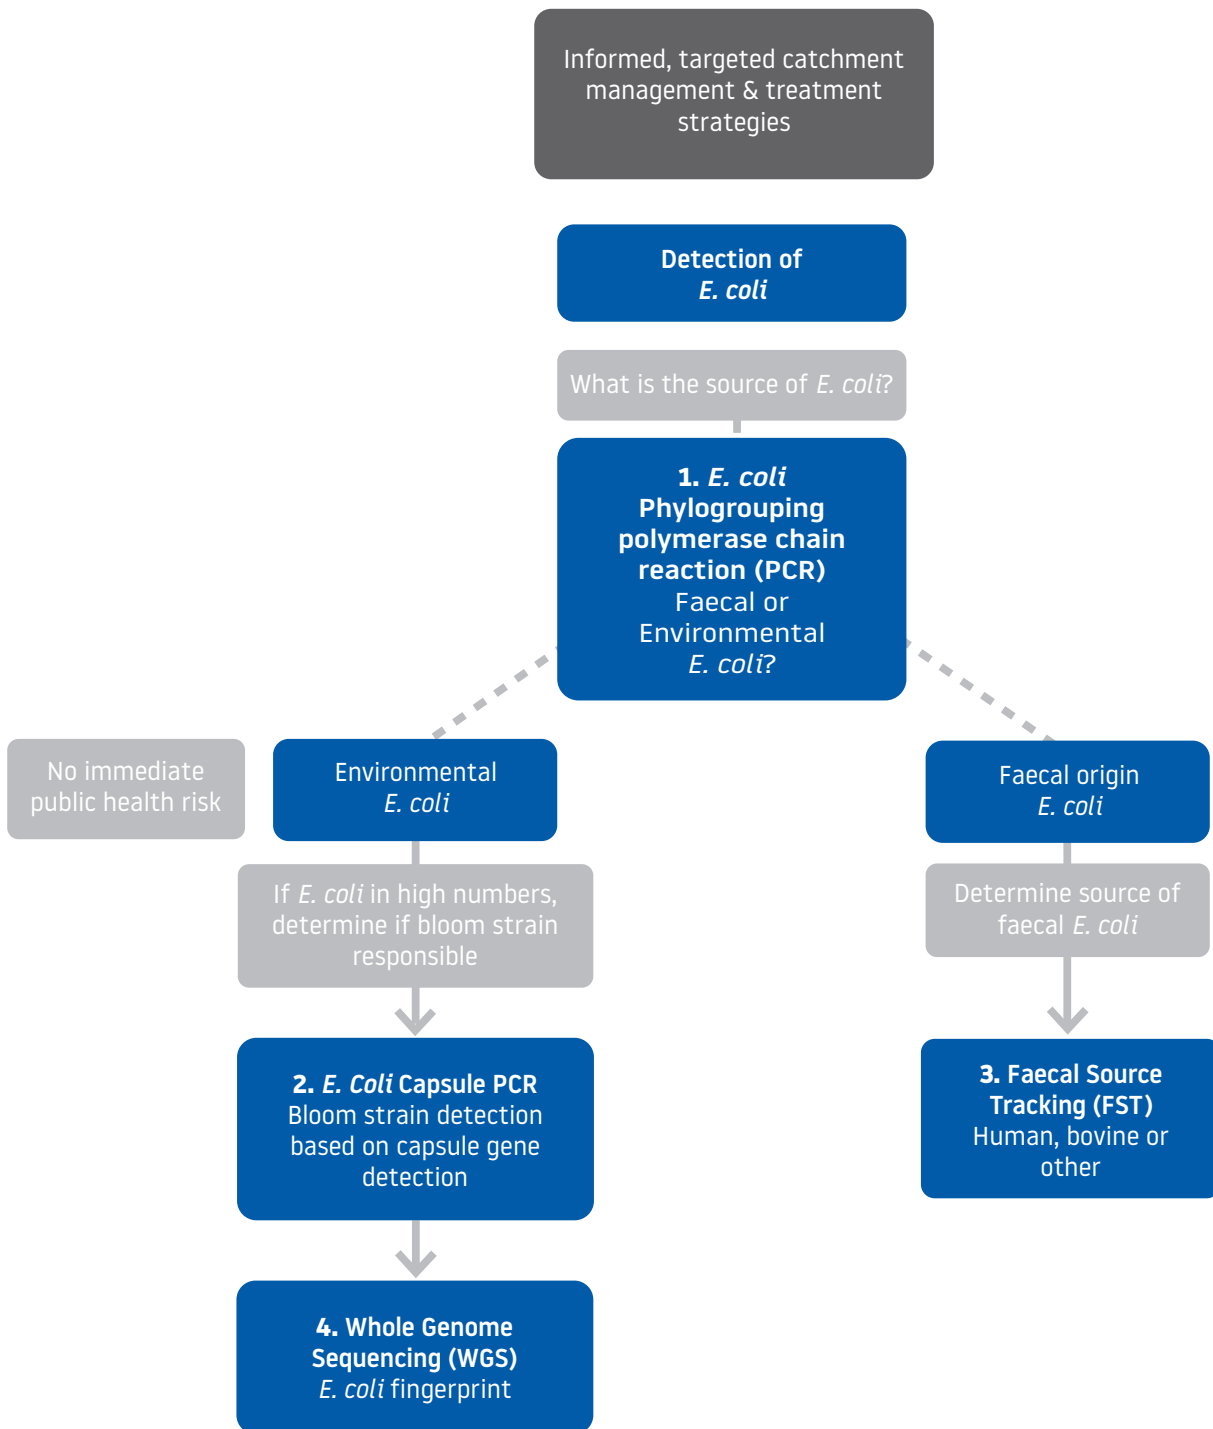 Informed, targeted catchment
management & treatment
strategies
Detection of
E. coli
What is the source of E. coli?
1. E. coli
Phylogrouping
polymerase chain
reaction (PCR)
Faecal or
Environmental
E. coli?
No immediate
public health risk
Environmental
E. coli
Faecal origin
E. coli
If E. coli in high numbers,
determine if bloom strain
responsible
Determine source of
faecal E. coli
2. E. Coli Capsule PCR
Bloom strain detection
based on capsule gene
detection
3. Faecal Source
Tracking (FST)
Human, bovine or
other
4. Whole Genome
Sequencing (WGS)
E. coli fingerprint